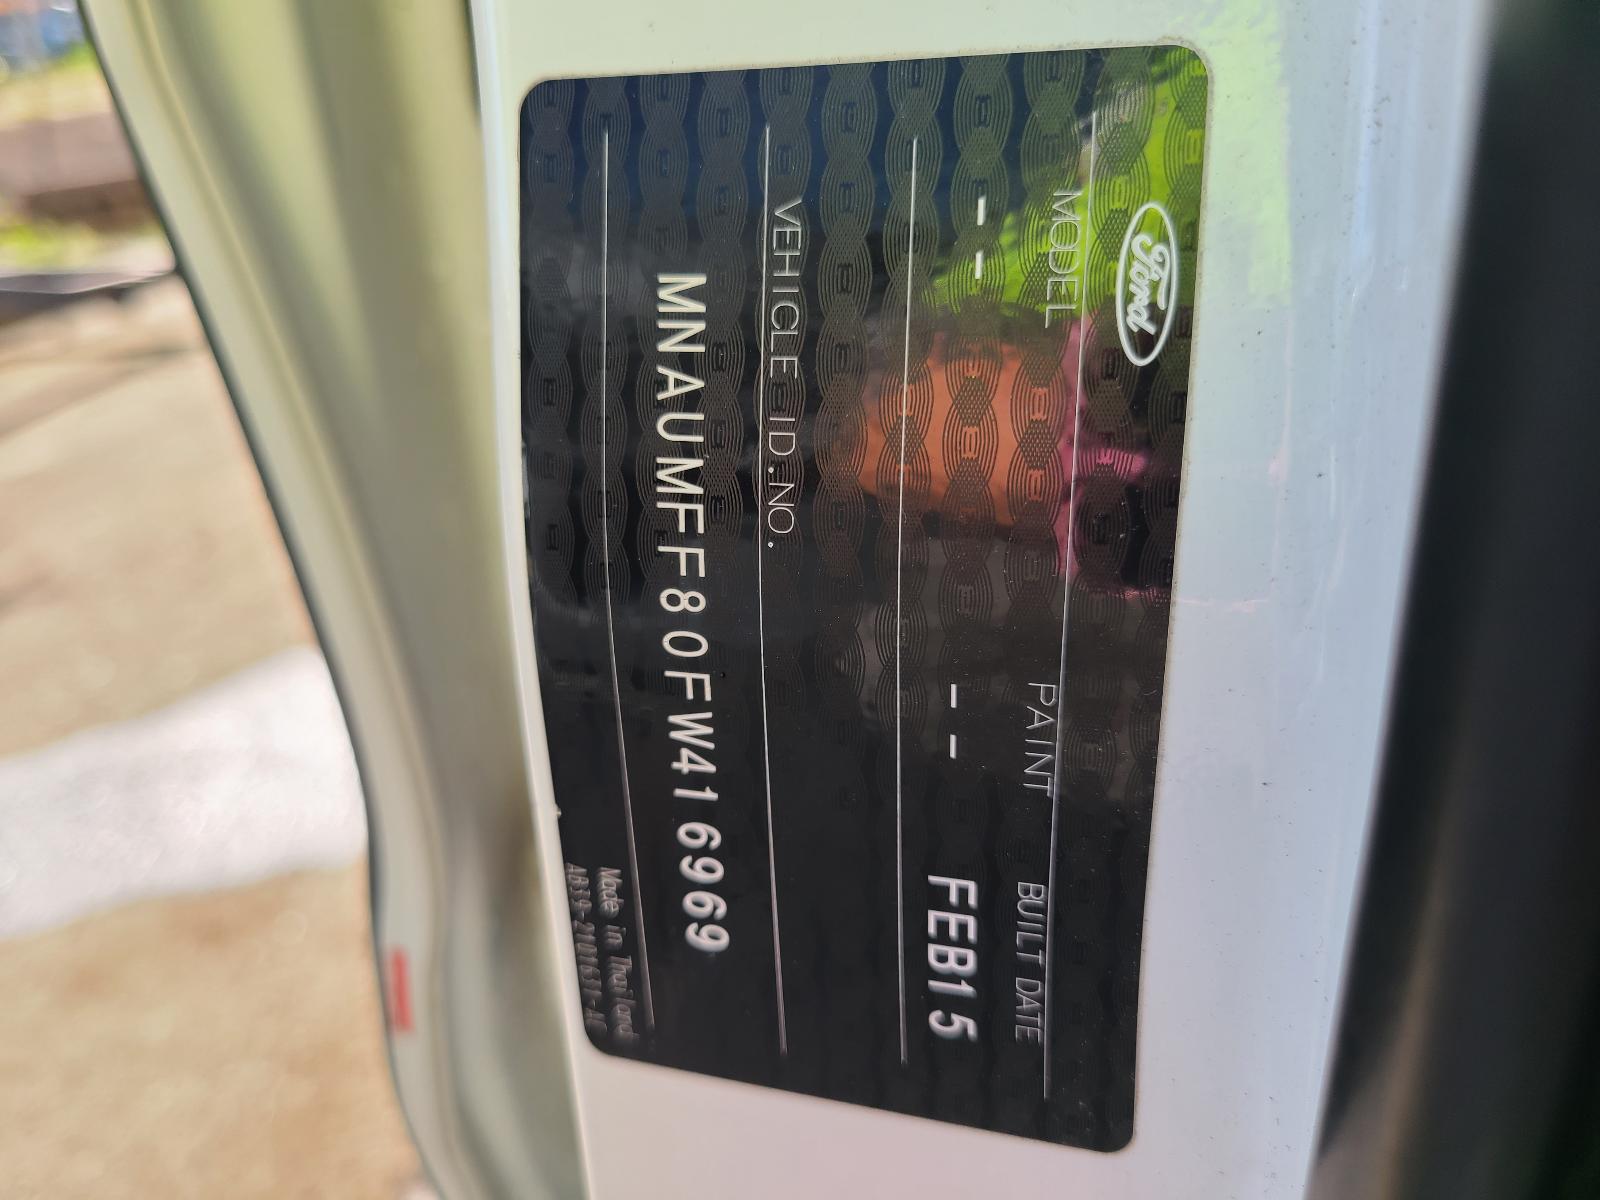 Ford
MODEL PAINT BUILT DATE
-- -- FEB15
VEHICLE ID.NO.
MNAUMFF80FW416969
Made in Thailand